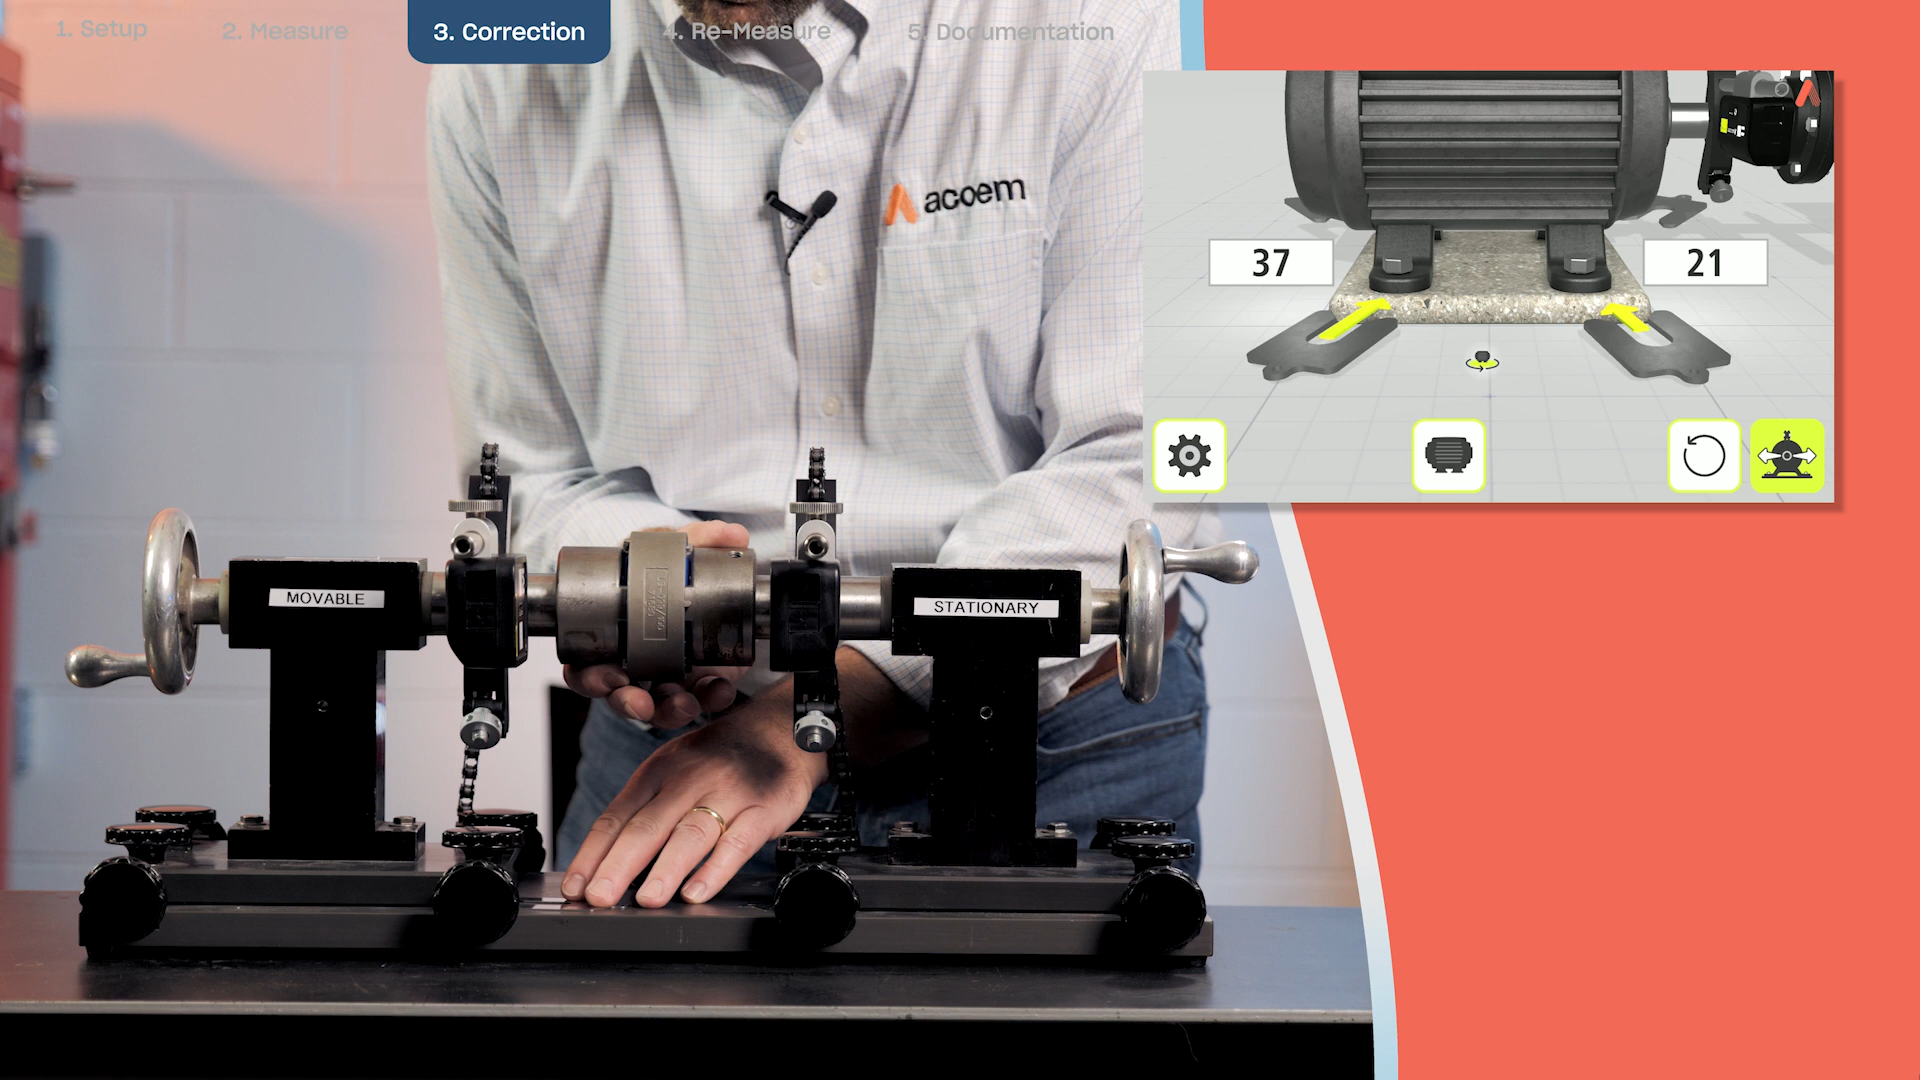 1. Setup
2. Measure
3. Correction
4. Re-Measure
5. Documentation
acoem
37
21
MOVABLE
STATIONARY